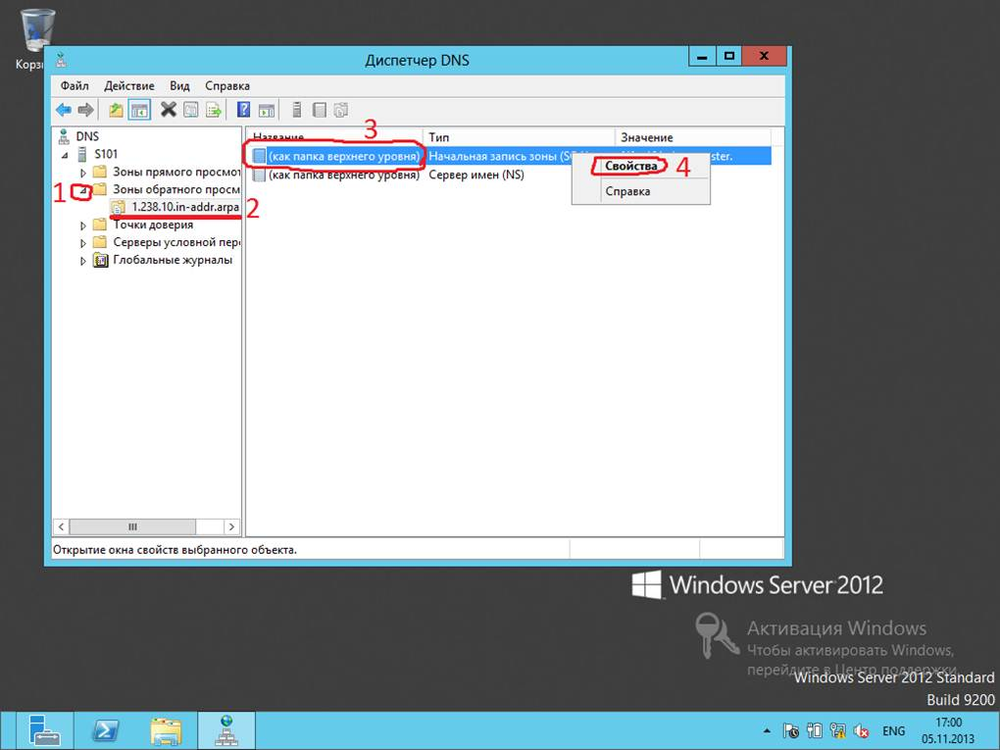 Корз
Диспетчер DNS
Файл Действие Вид Справка
DNS
S101
Зоны прямого просмот
Зоны обратного просм
1.238.10.in-addr.arpa
Точки доверия
Серверы условной пер
Глобальные журналы
1
2
3
Название Тип Значение
(как папка верхнего уровня) Начальная запись зоны (SO ster.
(как папка верхнего уровня) Сервер имен (NS)
Свойства
4
Справка
Открытие окна свойств выбранного объекта.
Windows Server 2012
Активация Windows
Чтобы активировать Windows,
перейдите в Центр поддержки.
Windows Server 2012 Standard
Build 9200
ENG
17:00
05.11.2013